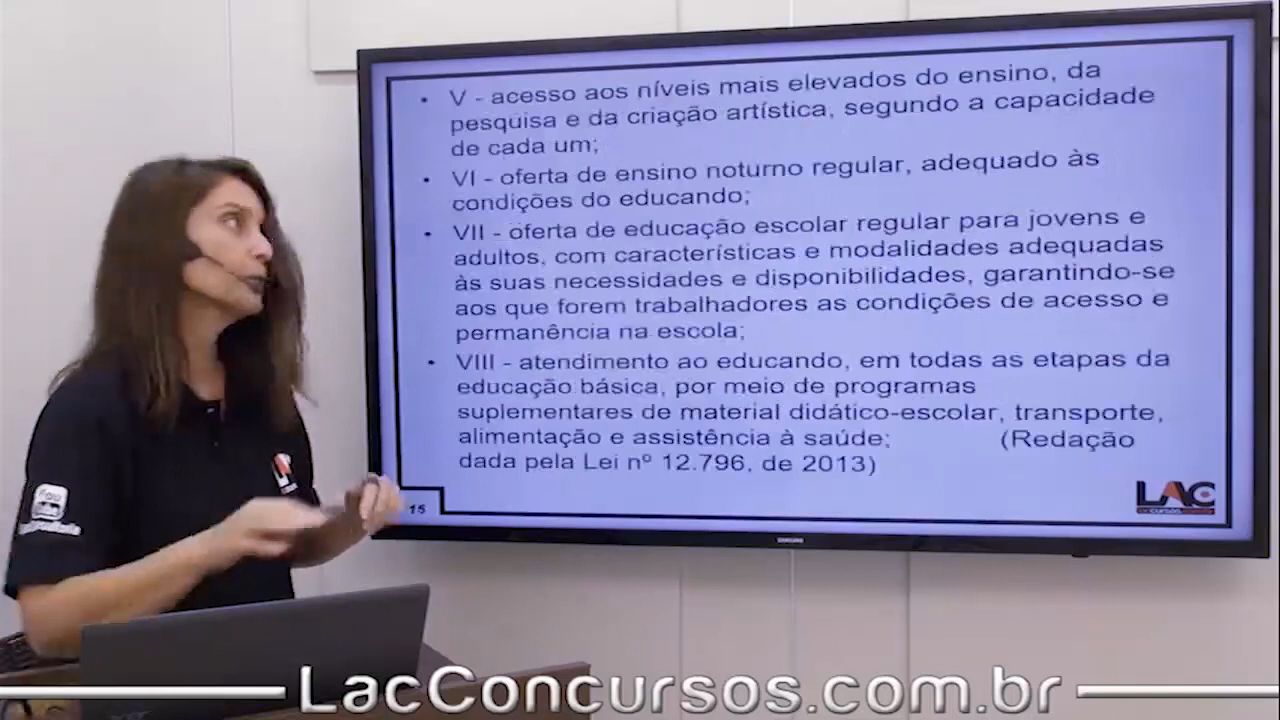 • V - acesso aos níveis mais elevados do ensino, da
pesquisa e da criação artística, segundo a capacidade
de cada um;
• VI - oferta de ensino noturno regular, adequado às
condições do educando;
• VII - oferta de educação escolar regular para jovens e
adultos, com características e modalidades adequadas
às suas necessidades e disponibilidades, garantindo-se
aos que forem trabalhadores as condições de acesso e
permanência na escola;
• VIII - atendimento ao educando, em todas as etapas da
educação básica, por meio de programas
suplementares de material didático-escolar, transporte,
alimentação e assistência à saúde; (Redação
dada pela Lei nº 12.796, de 2013)
15
LAC
SAMSUNG
LacConcursos.com.br